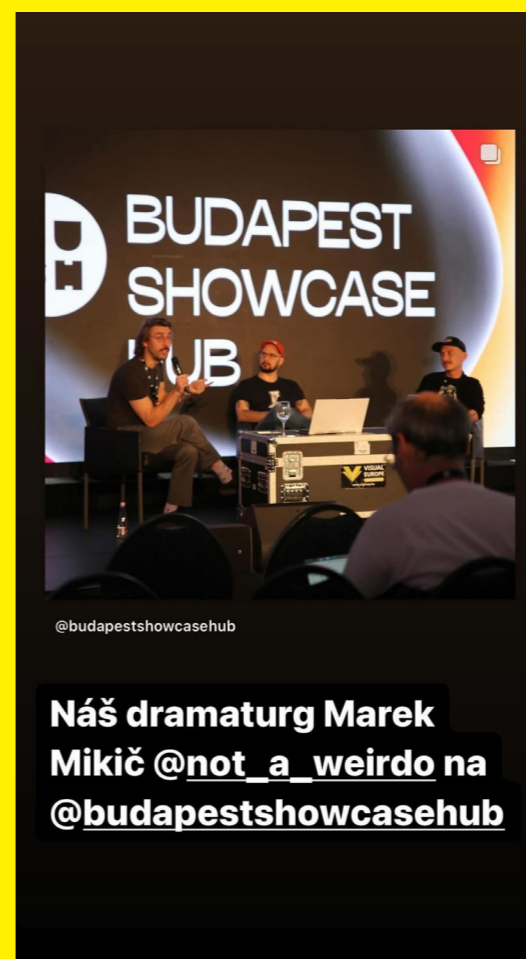 BUDAPEST
SHOWCASE
HUB
VISUAL
EUROPE
@budapestshowcasehub
Náš dramaturg Marek
Mikič @not_a_weirdo na
@budapestshowcasehub